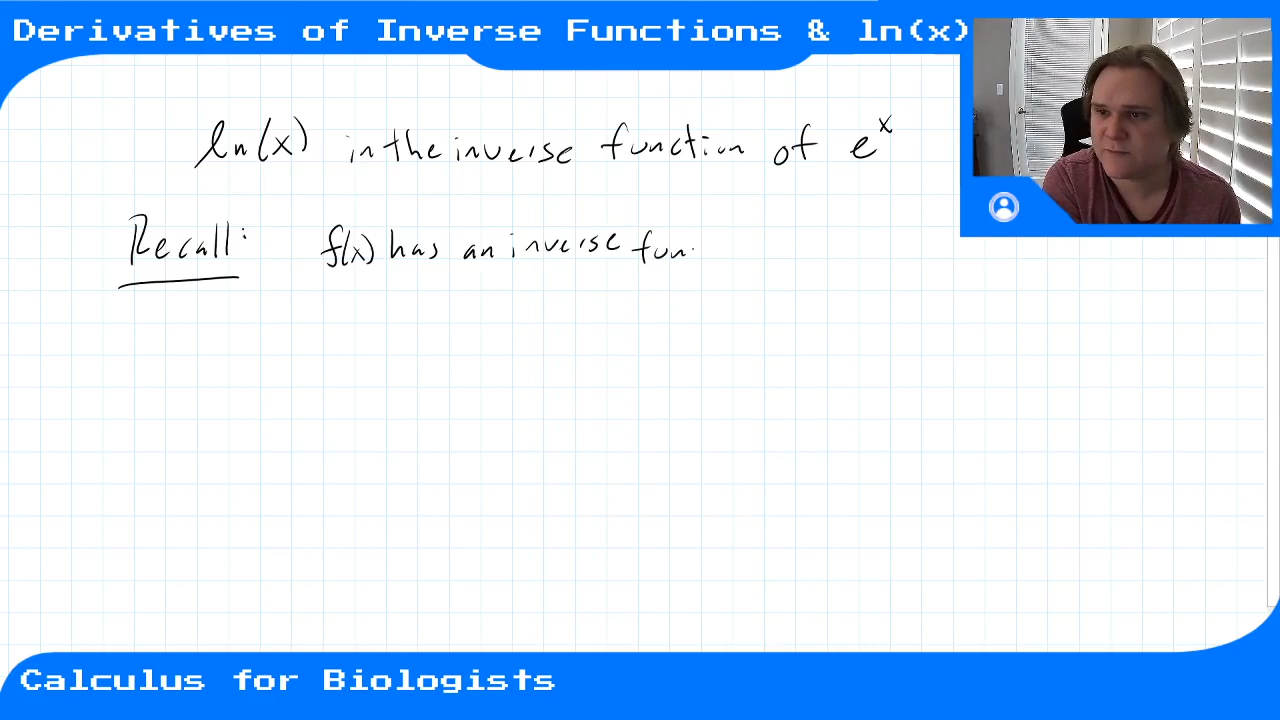 Derivatives of Inverse Functions & ln(x)
ln(x) in the inverse function of e^x
Recall: f(x) has an inverse fun
Calculus for Biologists